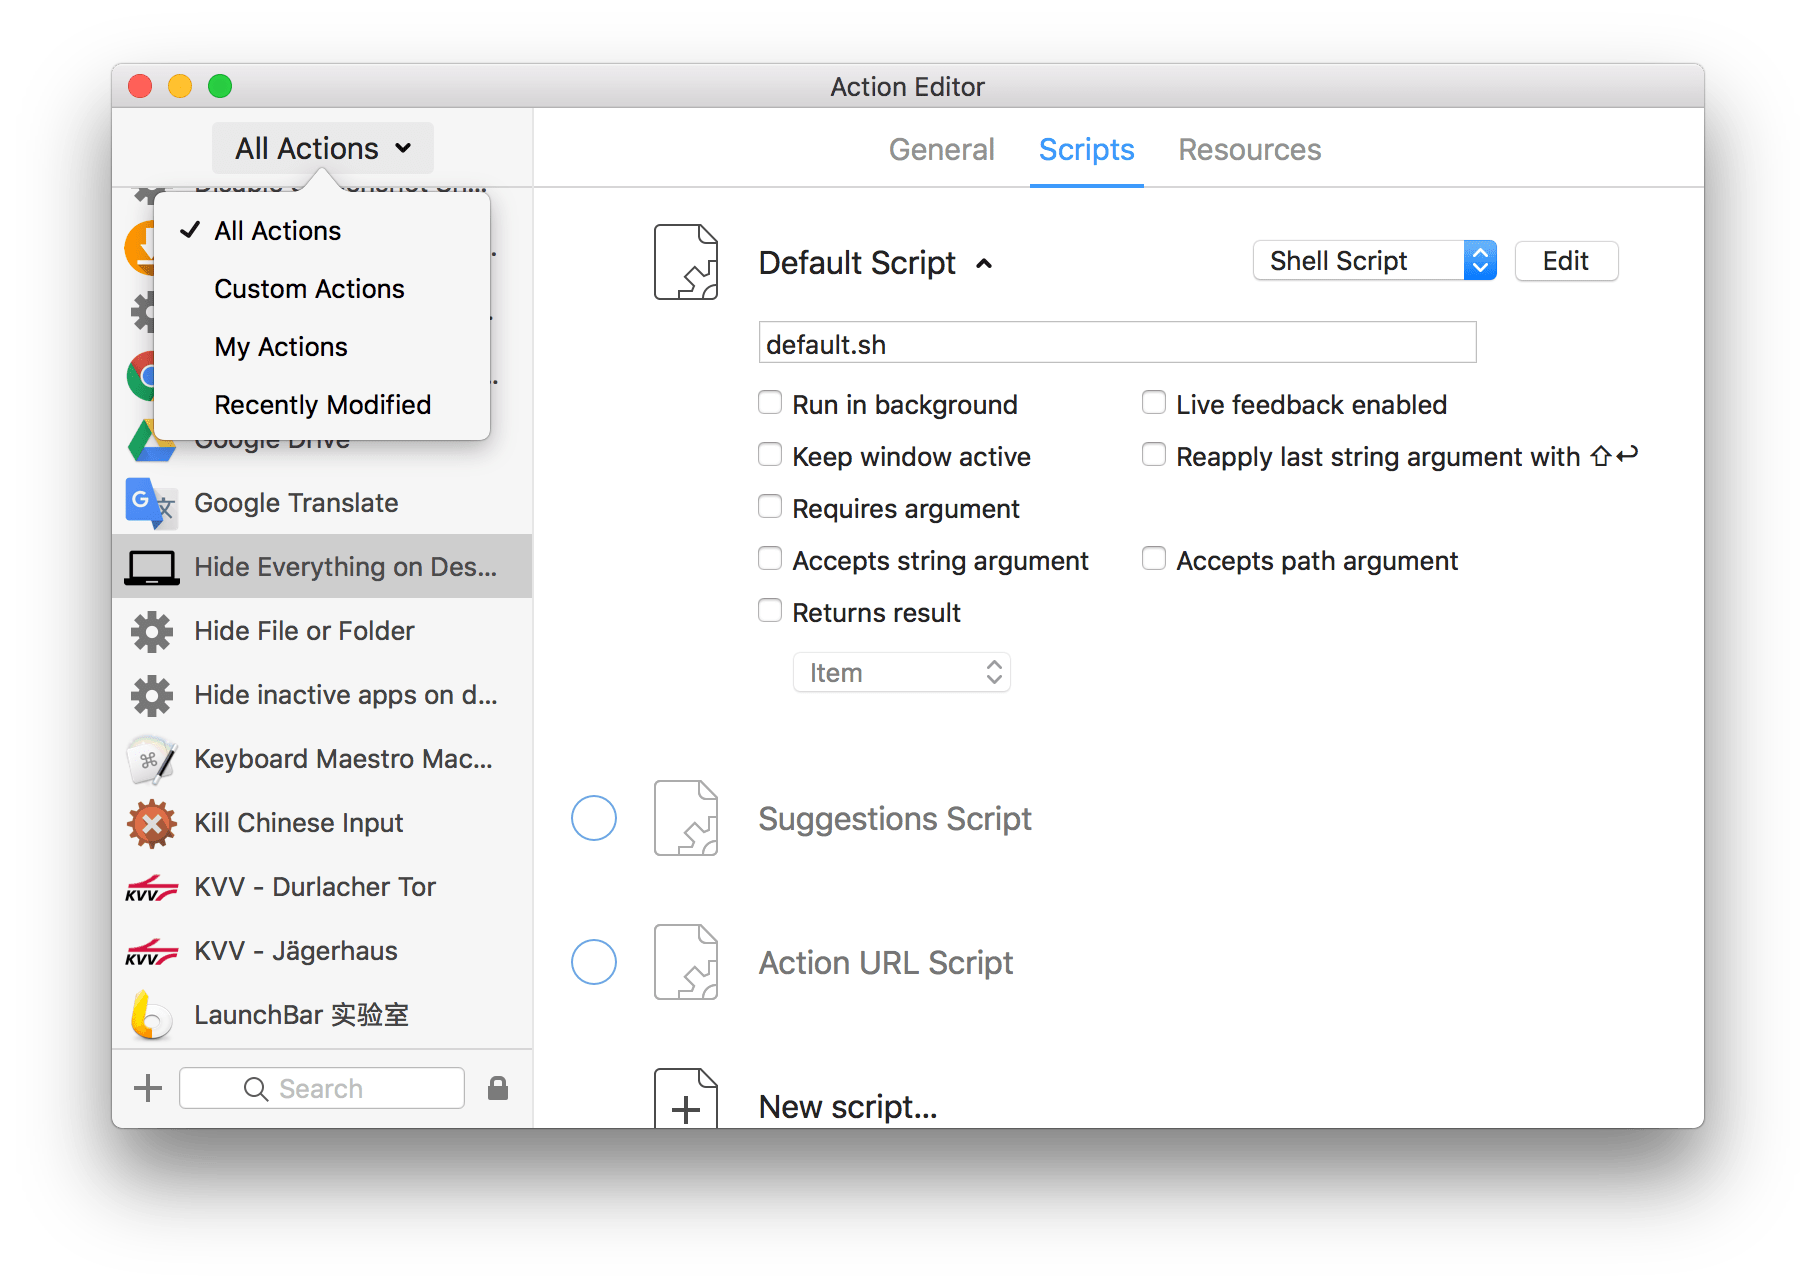 Action Editor
All Actions
General Scripts Resources
All Actions
Custom Actions
My Actions
Recently Modified
Google Drive
Google Translate
Hide Everything on Des...
Hide File or Folder
Hide inactive apps on d...
Keyboard Maestro Mac...
Kill Chinese Input
KVV - Durlacher Tor
KVV - Jägerhaus
LaunchBar 实验室
Search
Default Script
Shell Script
Edit
default.sh
Run in background
Live feedback enabled
Keep window active
Reapply last string argument with ⇧↩
Requires argument
Accepts string argument
Accepts path argument
Returns result
Item
Suggestions Script
Action URL Script
New script...